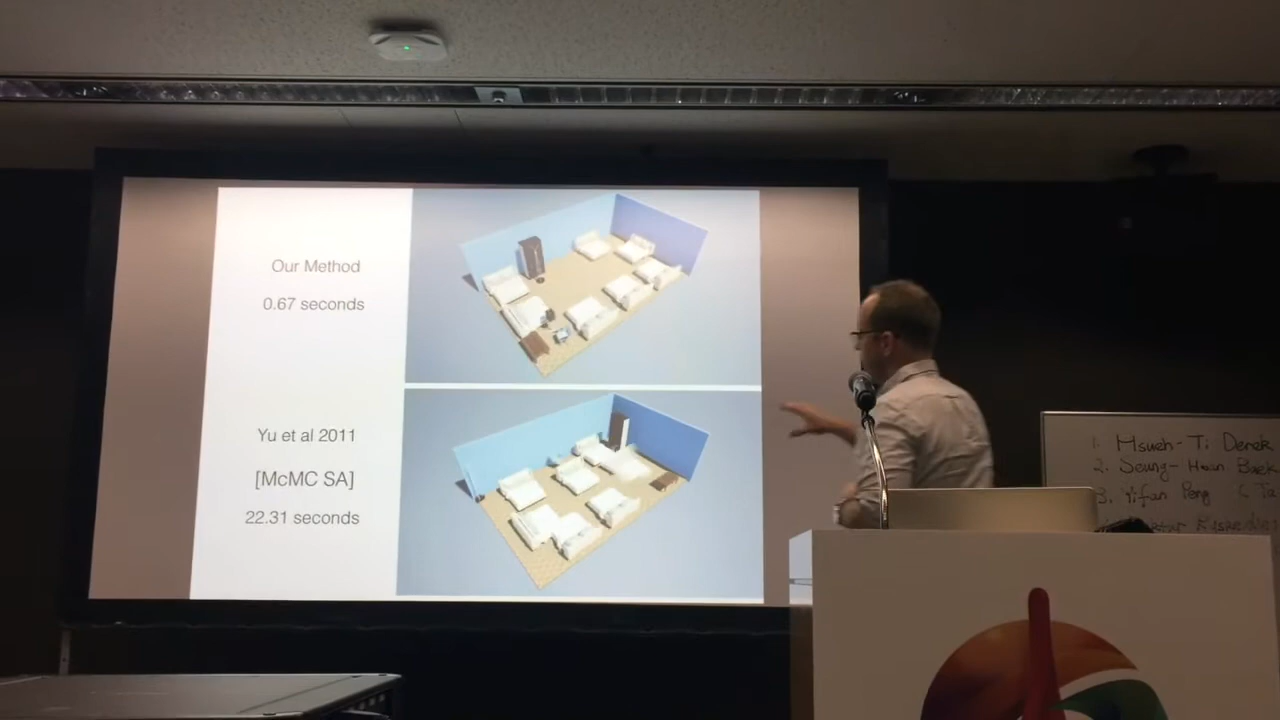 Our Method
0.67 seconds
Yu et al 2011
[McMC SA]
22.31 seconds
1. Hsueh-Ti Derek
2. Seung-Hwan Baek
3. Yifan Peng